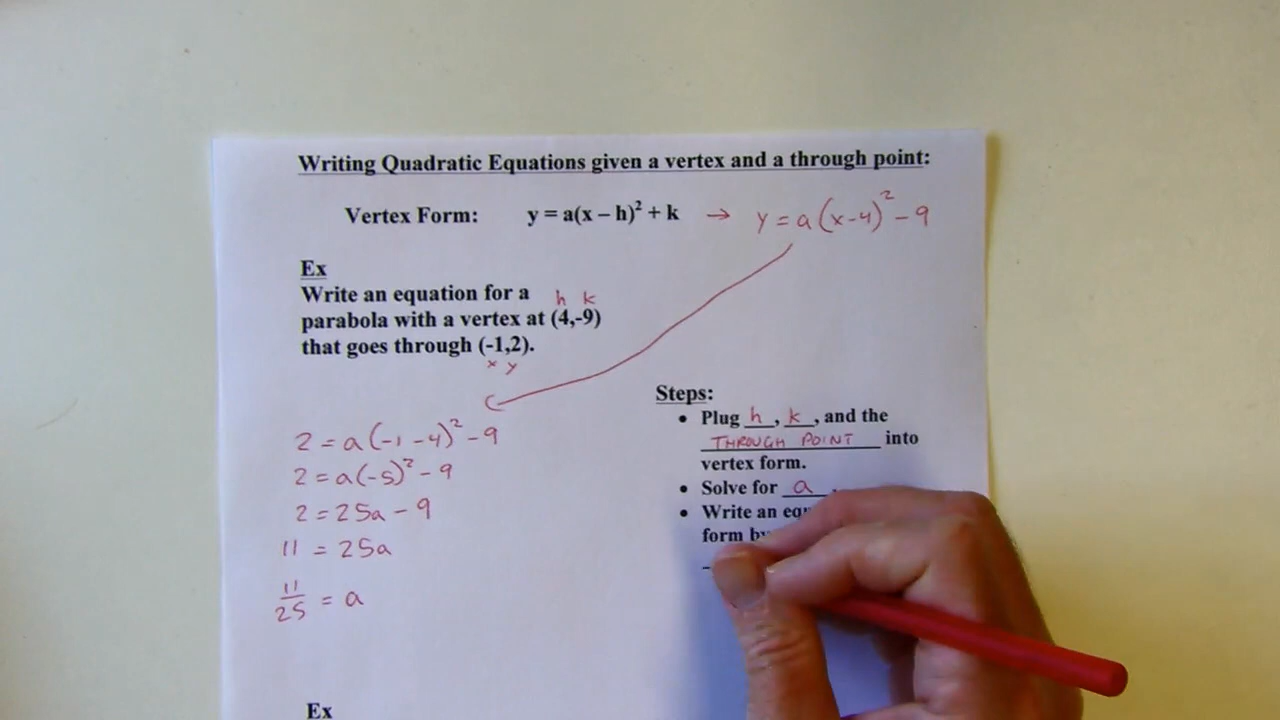 Writing Quadratic Equations given a vertex and a through point:
Vertex Form: y = a(x – h)² + k → y = a(x-4)² - 9
Ex
Write an equation for a
h k
parabola with a vertex at (4,-9)
that goes through (-1,2).
x y
2 = a(-1 - 4)² - 9
2 = a(-5)² - 9
2 = 25a - 9
11 = 25a
11/25 = a
Steps:
• Plug h, k, and the
THROUGH POINT into
vertex form.
• Solve for a.
• Write an
form by
Ex